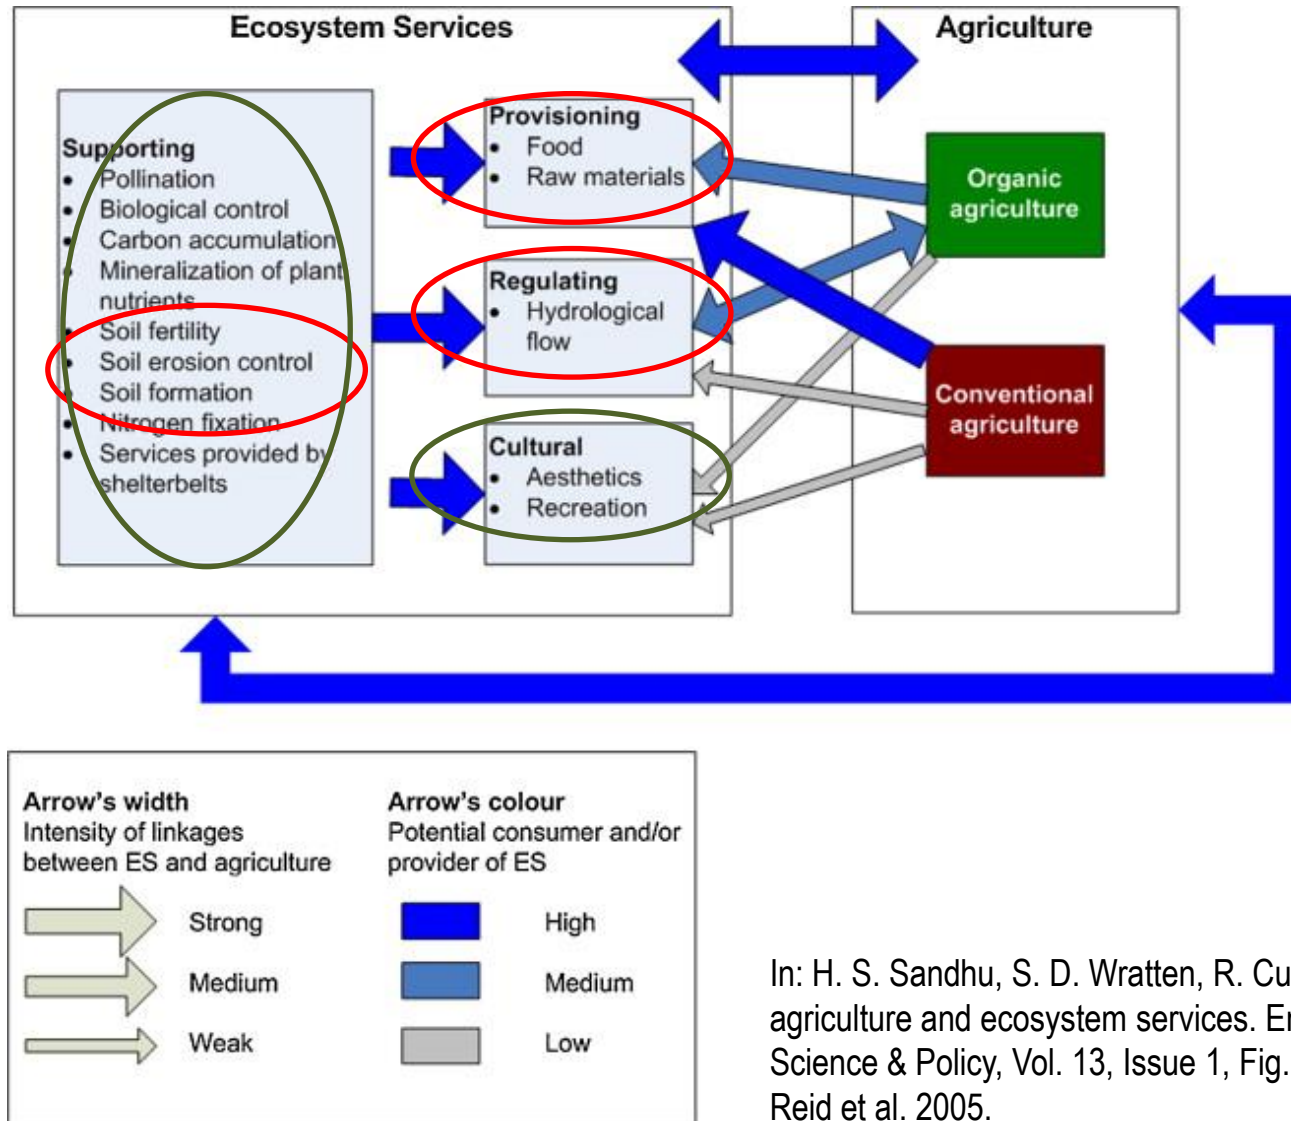 Ecosystem Services
Agriculture
Supporting
• Pollination
• Biological control
• Carbon accumulation
• Mineralization of plant
nutrients
• Soil fertility
• Soil erosion control
• Soil formation
• Nitrogen fixation
• Services provided by
shelterbelts
Provisioning
• Food
• Raw materials
Regulating
• Hydrological
flow
Cultural
• Aesthetics
• Recreation
Organic
agriculture
Conventional
agriculture
Arrow's width
Intensity of linkages
between ES and agriculture
Strong
Medium
Weak
Arrow's colour
Potential consumer and/or
provider of ES
High
Medium
Low
In: H. S. Sandhu, S. D. Wratten, R. Cu
agriculture and ecosystem services. En
Science & Policy, Vol. 13, Issue 1, Fig.
Reid et al. 2005.